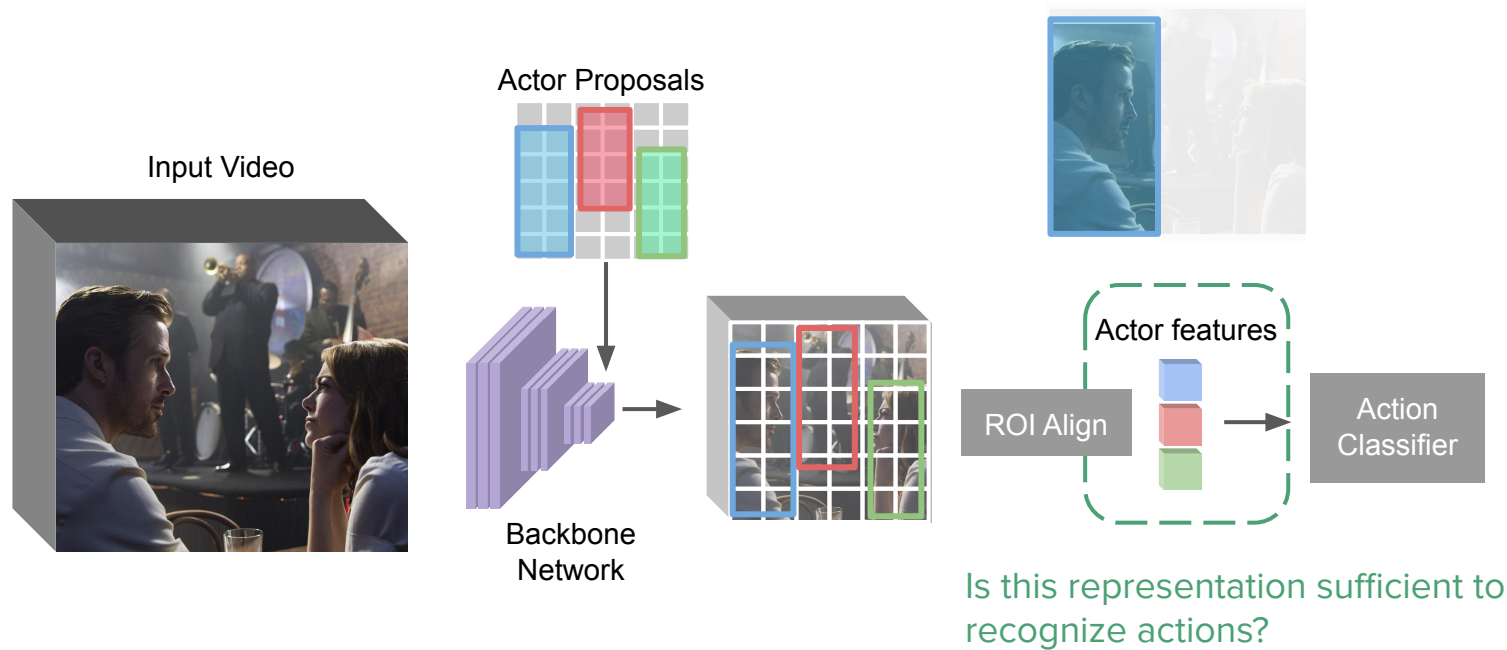 Actor Proposals
Input Video
Backbone
Network
ROI Align
Actor features
Action
Classifier
Is this representation sufficient to
recognize actions?